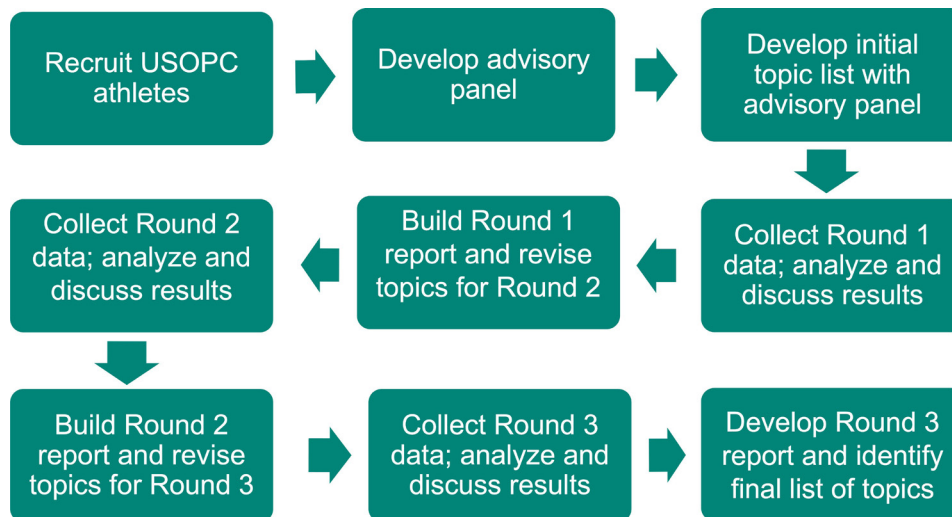 Recruit USOPC
athletes
Develop advisory
panel
Develop initial
topic list with
advisory panel
Collect Round 1
data; analyze and
discuss results
Build Round 1
report and revise
topics for Round 2
Collect Round 2
data; analyze and
discuss results
Build Round 2
report and revise
topics for Round 3
Collect Round 3
data; analyze and
discuss results
Develop Round 3
report and identify
final list of topics